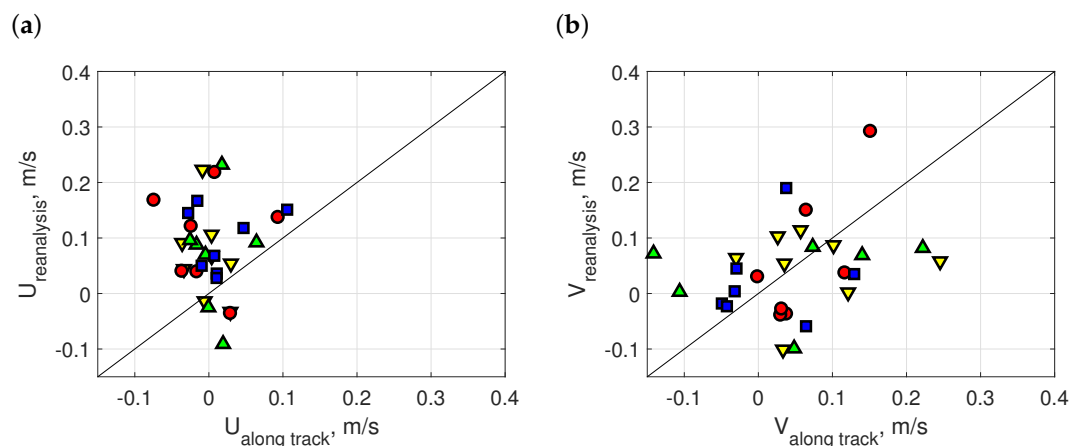 (a)
(b)
0.4
0.3
0.2
0.1
0
-0.1
U_reanalysis, m/s
-0.1 0 0.1 0.2 0.3 0.4
U_along track, m/s
0.4
0.3
0.2
0.1
0
-0.1
V_reanalysis, m/s
-0.1 0 0.1 0.2 0.3 0.4
V_along track, m/s